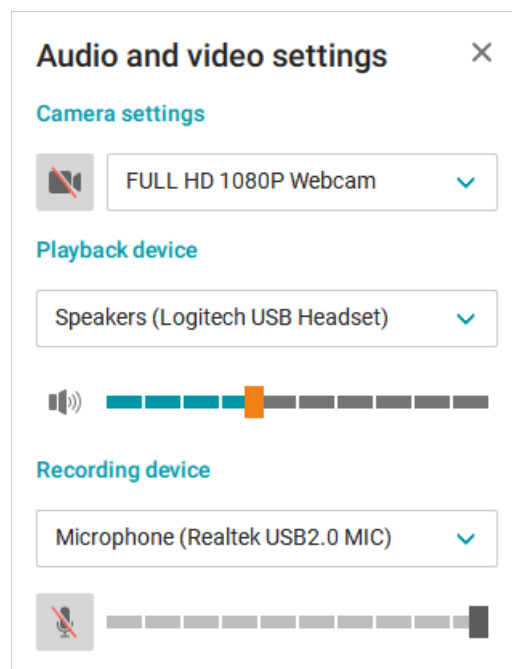 Audio and video settings
Camera settings
FULL HD 1080P Webcam
Playback device
Speakers (Logitech USB Headset)
Recording device
Microphone (Realtek USB2.0 MIC)